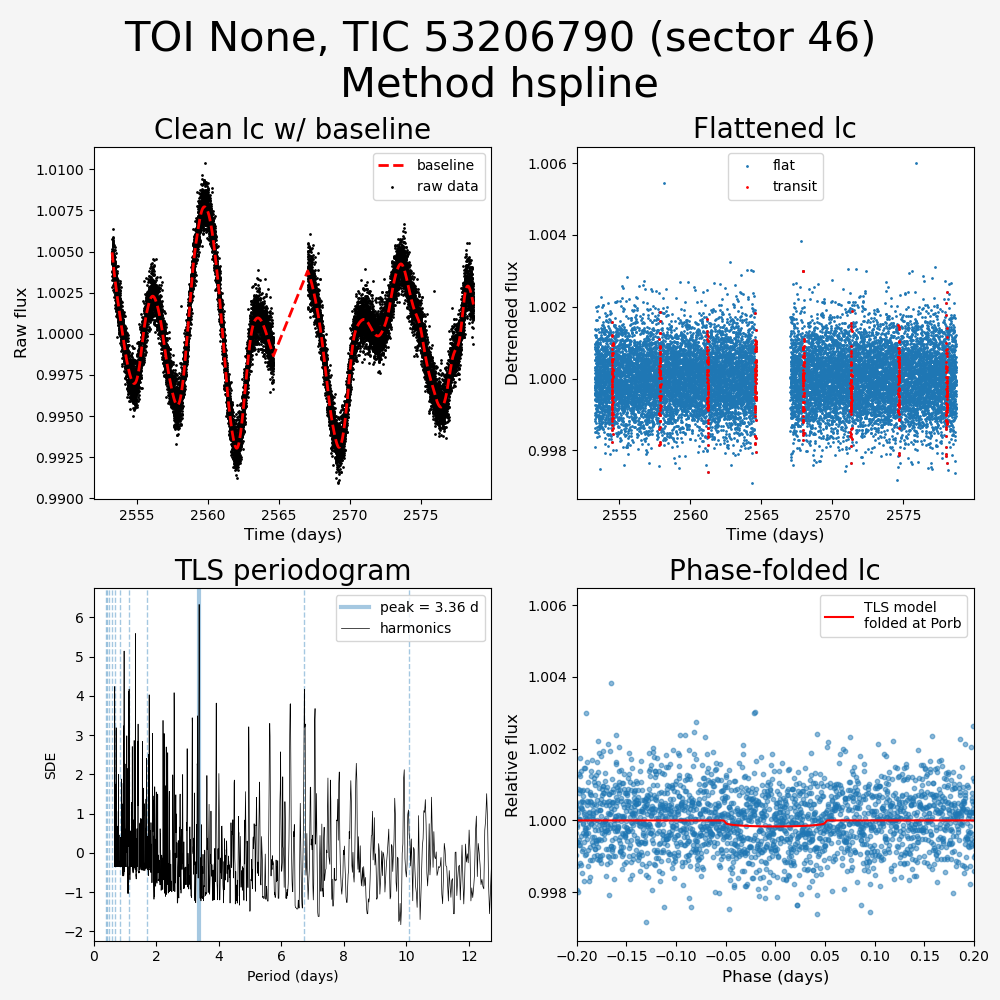 TOI None, TIC 53206790 (sector 46)
Method hspline
Clean lc w/ baseline
Raw flux
1.0100
1.0075
1.0050
1.0025
1.0000
0.9975
0.9950
0.9925
0.9900
baseline
raw data
2555
2560
2565
2570
2575
Time (days)
Flattened lc
Detrended flux
1.006
1.004
1.002
1.000
0.998
flat
transit
2555
2560
2565
2570
2575
Time (days)
TLS periodogram
SDE
6
5
4
3
2
1
0
−1
−2
peak = 3.36 d
harmonics
0
2
4
6
8
10
12
Period (days)
Phase-folded lc
Relative flux
1.006
1.004
1.002
1.000
0.998
TLS model
folded at Porb
−0.20
−0.15
−0.10
−0.05
0.00
0.05
0.10
0.15
0.20
Phase (days)